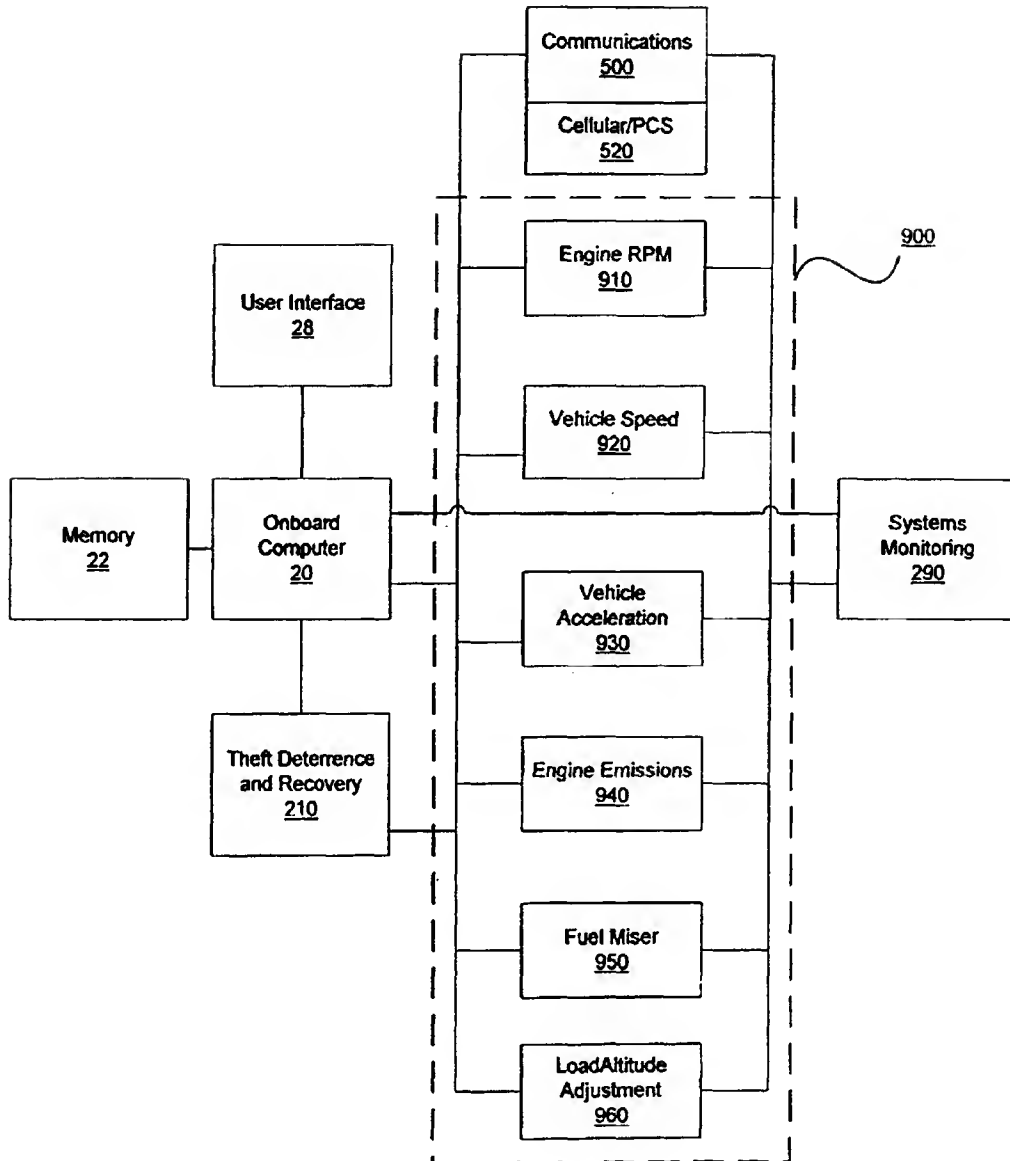 Communications
500
Cellular/PCS
520
Engine RPM
910
900
User Interface
28
Vehicle Speed
920
Memory
22
Onboard
Computer
20
Systems
Monitoring
290
Vehicle
Acceleration
930
Theft Deterrence
and Recovery
210
Engine Emissions
940
Fuel Miser
950
LoadAltitude
Adjustment
960